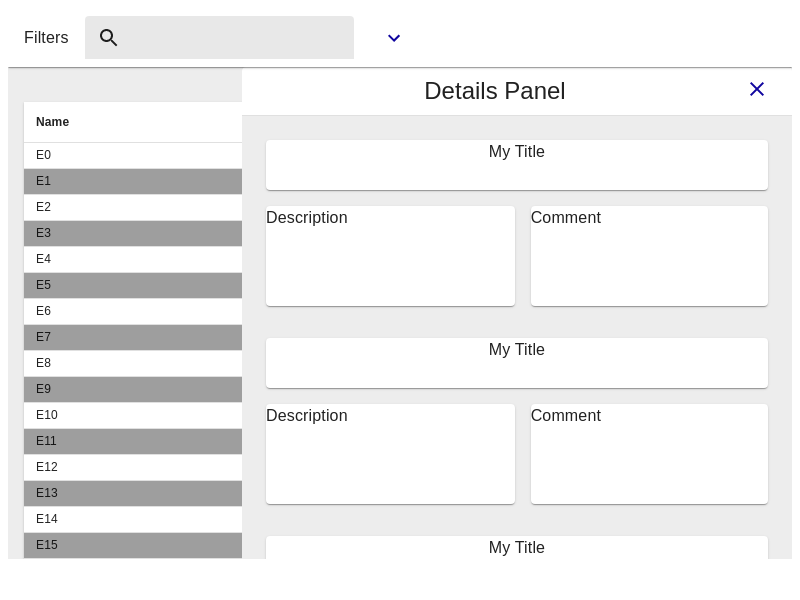 Filters
Details Panel
Name
E0
E1
E2
E3
E4
E5
E6
E7
E8
E9
E10
E11
E12
E13
E14
E15
My Title
Description
Comment
My Title
Description
Comment
My Title